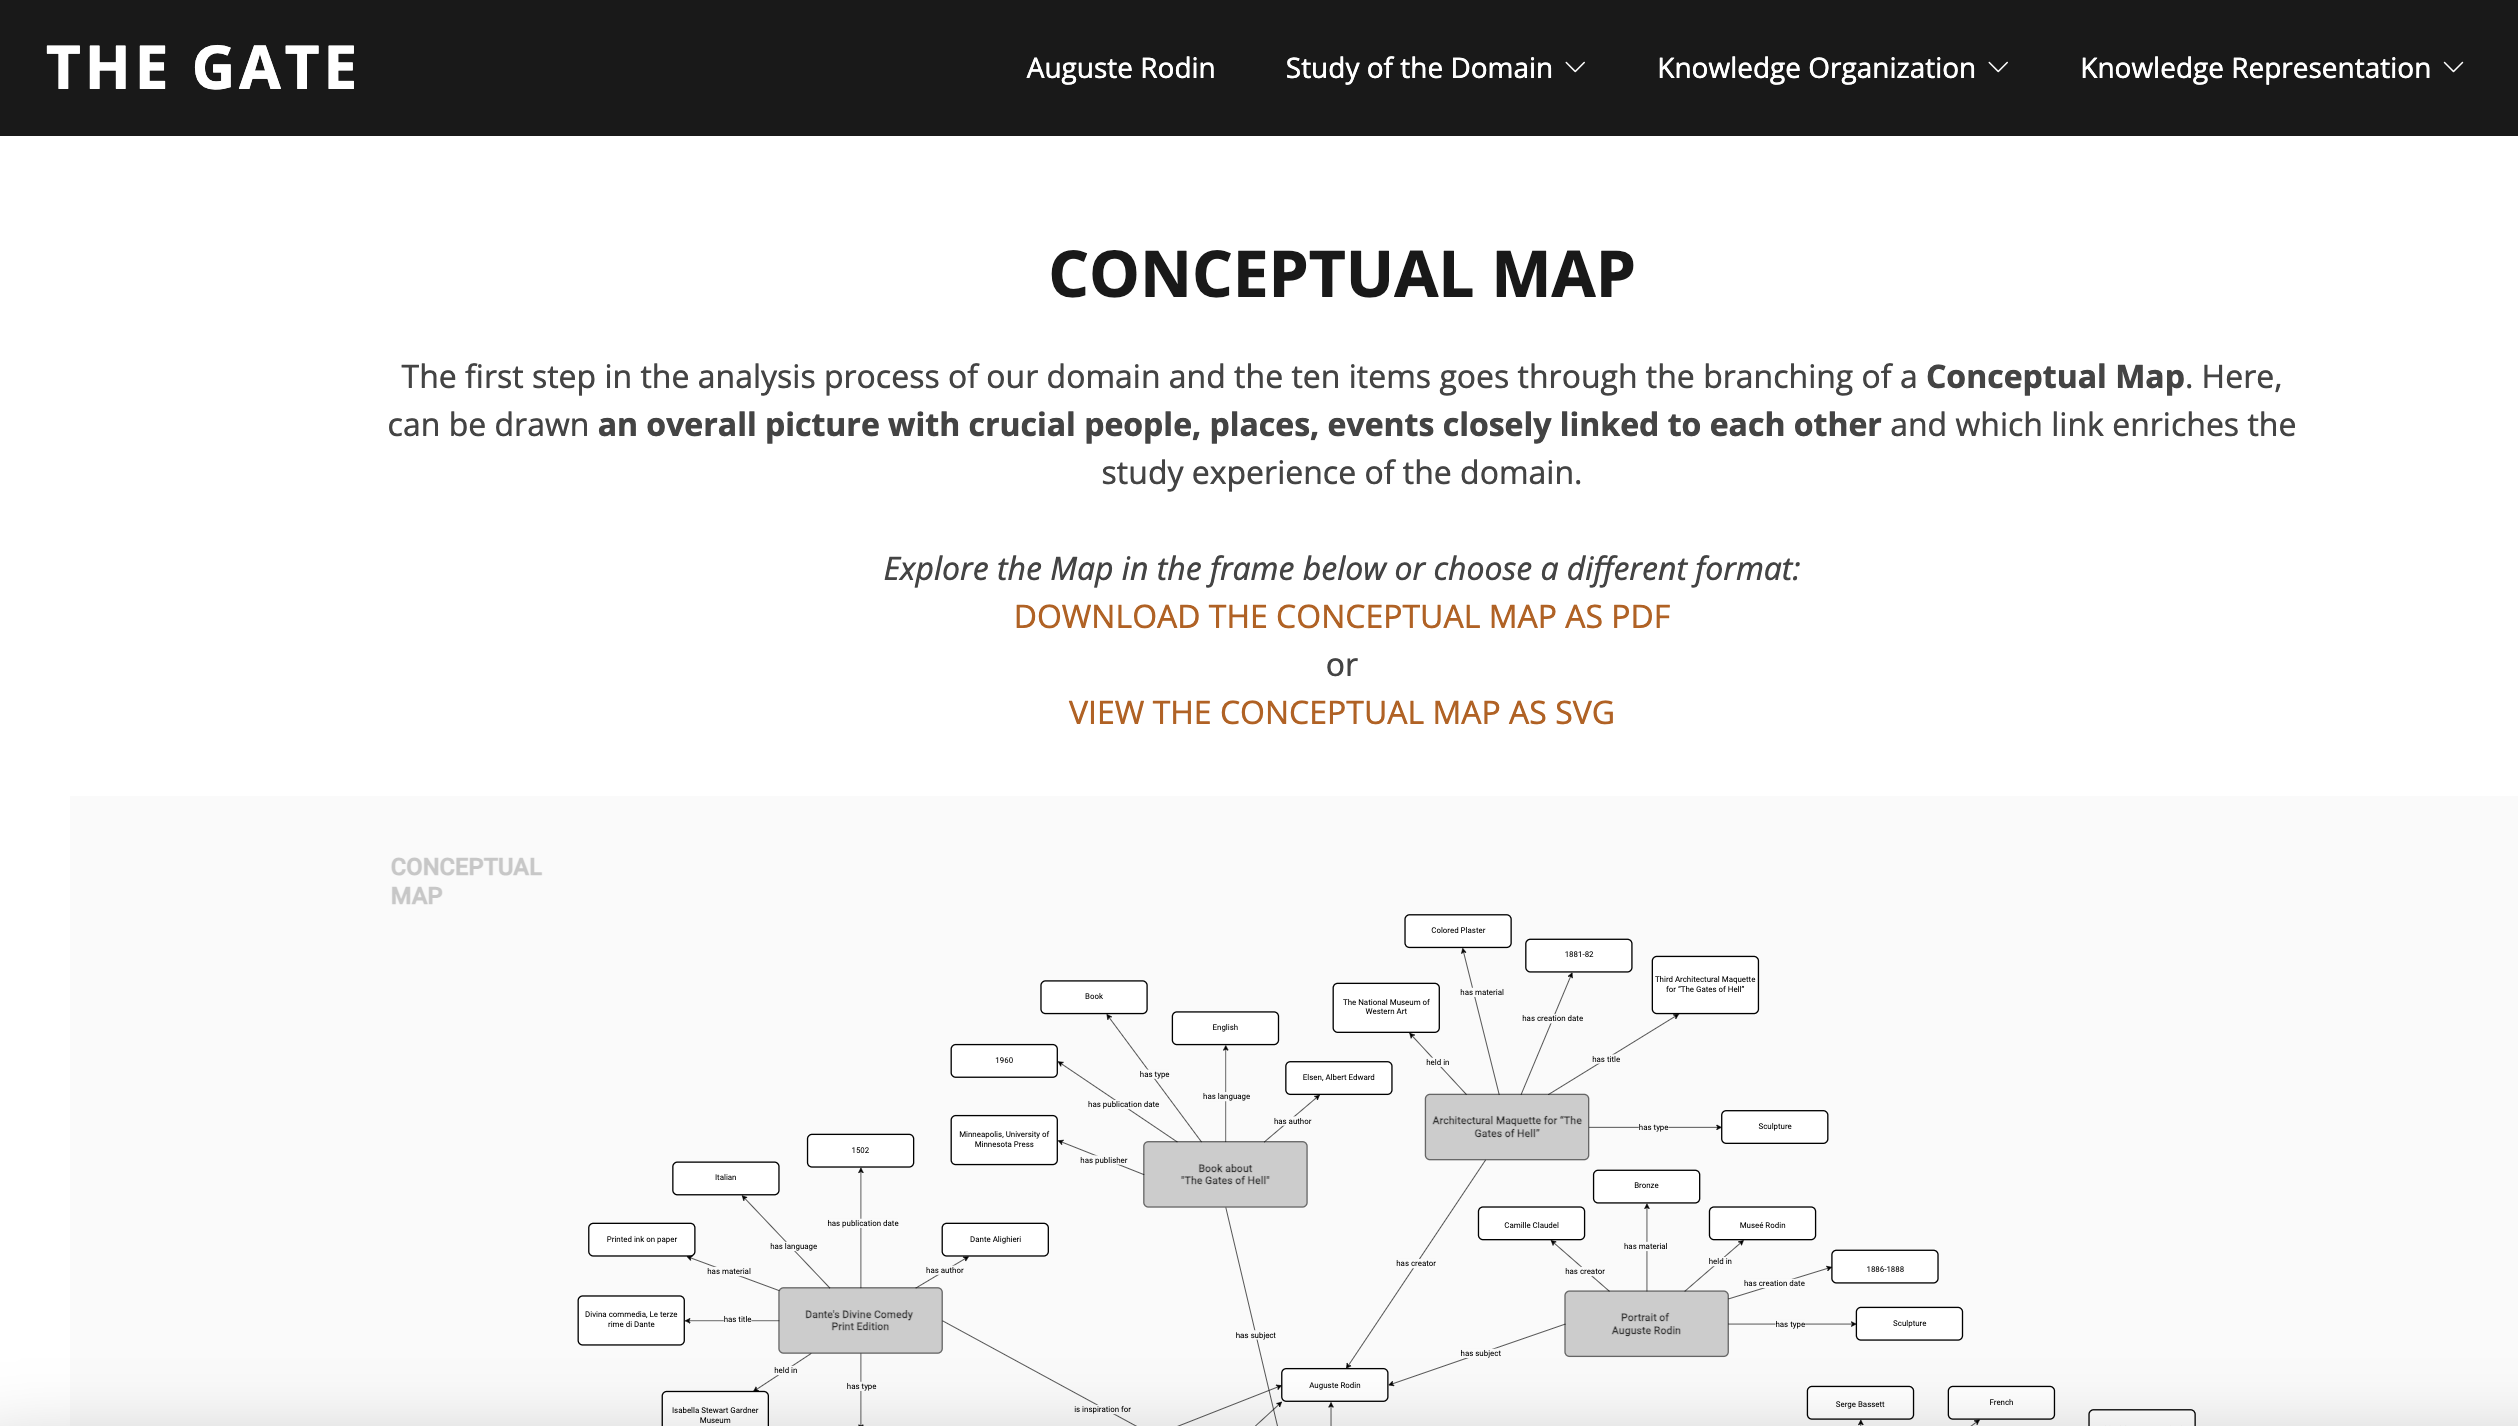 THE GATE
Auguste Rodin
Study of the Domain
Knowledge Organization
Knowledge Representation
CONCEPTUAL MAP
The first step in the analysis process of our domain and the ten items goes through the branching of a Conceptual Map. Here,
can be drawn an overall picture with crucial people, places, events closely linked to each other and which link enriches the
study experience of the domain.
Explore the Map in the frame below or choose a different format:
DOWNLOAD THE CONCEPTUAL MAP AS PDF
or
VIEW THE CONCEPTUAL MAP AS SVG
CONCEPTUAL
MAP
Colored Plaster
1881-82
Third Architectural Maquette
for "The Gates of Hell"
The National Museum of
Western Art
has material
has creation date
held in
has title
Architectural Maquette for "The
Gates of Hell"
has type
Sculpture
has creator
Book
English
1960
Elsen, Albert Edward
Minneapolis, University of
Minnesota Press
has type
has publication date
has language
has author
has publisher
Book about
"The Gates of Hell"
has subject
1502
Italian
Printed ink on paper
Dante Alighieri
Divina commedia, Le terze
rime di Dante
has publication date
has language
has material
has author
has title
Dante's Divine Comedy
Print Edition
held in
has type
Isabella Stewart Gardner
Museum
is inspiration for
Bronze
Camille Claudel
Museé Rodin
1886-1888
has material
has creator
held in
has creation date
Portrait of
Auguste Rodin
has type
Sculpture
has subject
Auguste Rodin
Serge Bassett
French